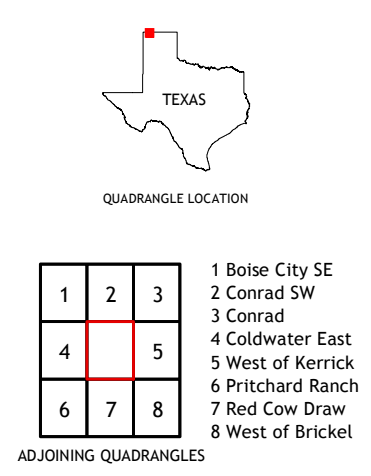 TEXAS
QUADRANGLE LOCATION
1 2 3
4 5
6 7 8
1 Boise City SE
2 Conrad SW
3 Conrad
4 Coldwater East
5 West of Kerrick
6 Pritchard Ranch
7 Red Cow Draw
8 West of Brickel
ADJOINING QUADRANGLES